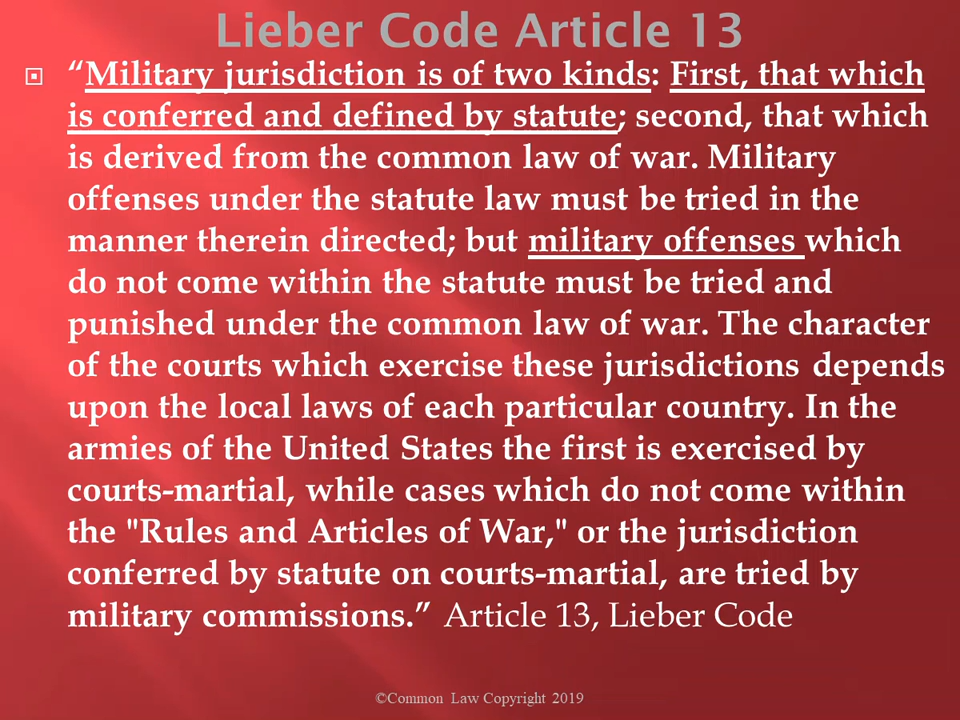 Lieber Code Article 13
“Military jurisdiction is of two kinds: First, that which
is conferred and defined by statute; second, that which
is derived from the common law of war. Military
offenses under the statute law must be tried in the
manner therein directed; but military offenses which
do not come within the statute must be tried and
punished under the common law of war. The character
of the courts which exercise these jurisdictions depends
upon the local laws of each particular country. In the
armies of the United States the first is exercised by
courts-martial, while cases which do not come within
the "Rules and Articles of War," or the jurisdiction
conferred by statute on courts-martial, are tried by
military commissions.” Article 13, Lieber Code
©Common Law Copyright 2019